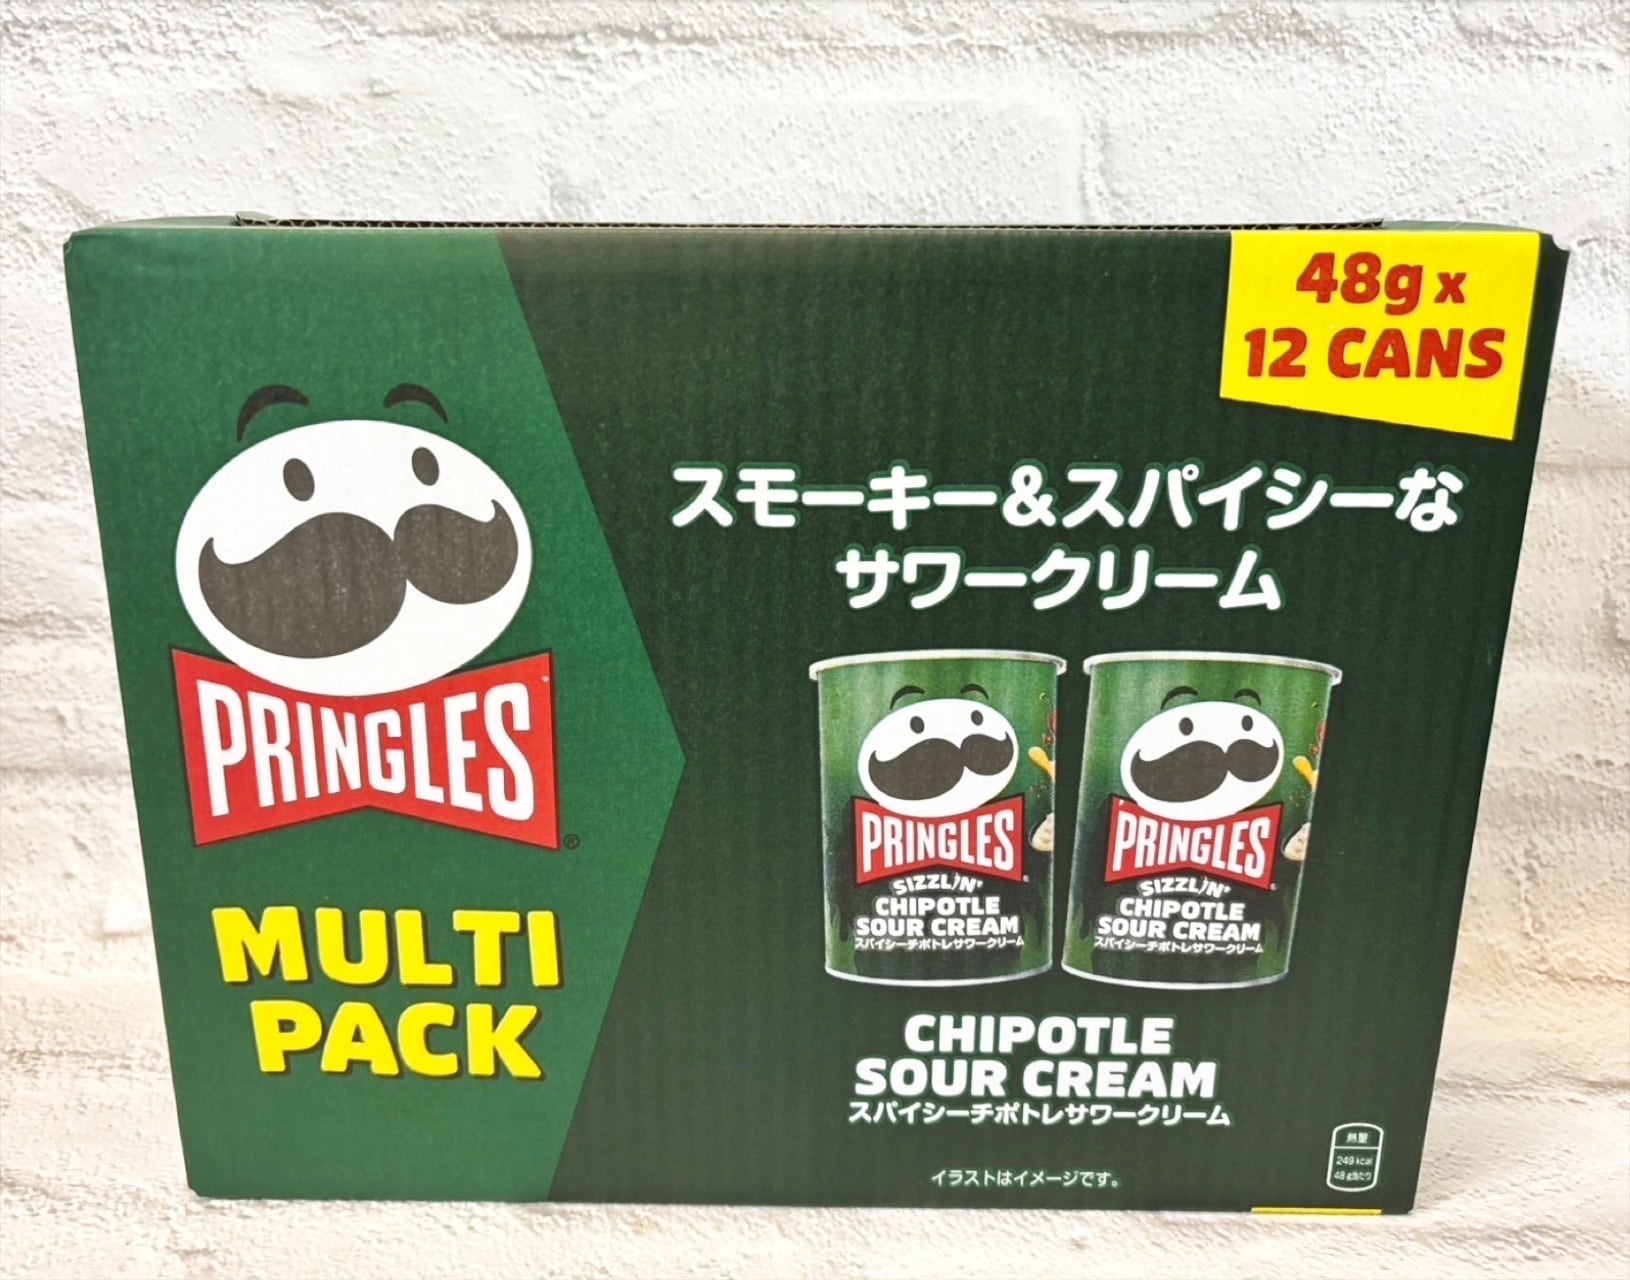 48g x
12 CANS
スモーキー&スパイシーな
サワークリーム
PRINGLES
®
MULTI
PACK
PRINGLES
SIZZLIN'
CHIPOTLE
SOUR CREAM
スパイシーチポトレサワークリーム
PRINGLES
SIZZLIN'
CHIPOTLE
SOUR CREAM
スパイシーチポトレサワークリーム
CHIPOTLE
SOUR CREAM
スパイシーチポトレサワークリーム
イラストはイメージです。
熱量
249 kcal
48 g当たり